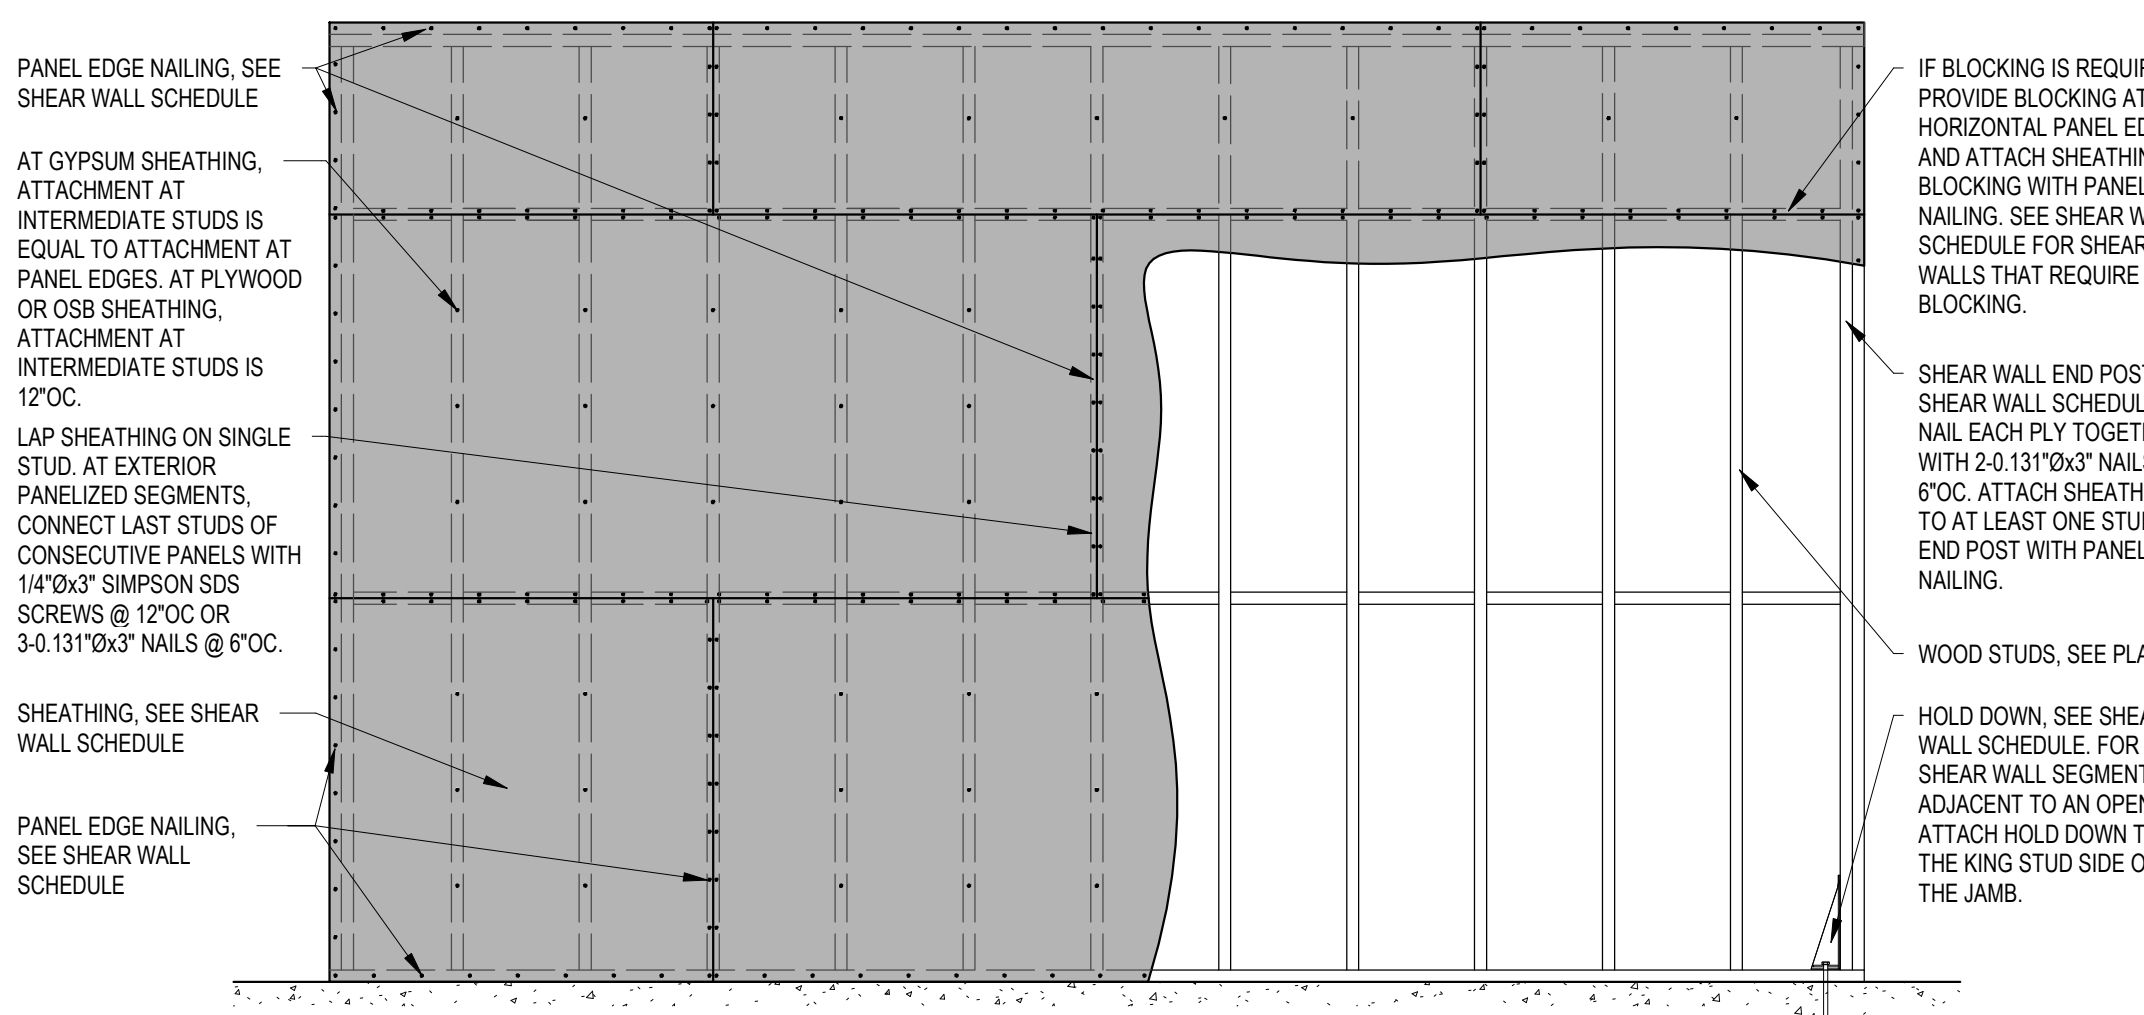 PANEL EDGE NAILING, SEE
SHEAR WALL SCHEDULE
AT GYPSUM SHEATHING,
ATTACHMENT AT
INTERMEDIATE STUDS IS
EQUAL TO ATTACHMENT AT
PANEL EDGES. AT PLYWOOD
OR OSB SHEATHING,
ATTACHMENT AT
INTERMEDIATE STUDS IS
12"OC.
LAP SHEATHING ON SINGLE
STUD. AT EXTERIOR
PANELIZED SEGMENTS,
CONNECT LAST STUDS OF
CONSECUTIVE PANELS WITH
1/4"Øx3" SIMPSON SDS
SCREWS @ 12"OC OR
3-0.131"Øx3" NAILS @ 6"OC.
SHEATHING, SEE SHEAR
WALL SCHEDULE
PANEL EDGE NAILING,
SEE SHEAR WALL
SCHEDULE
IF BLOCKING IS
PROVIDE BLOCKING AT
HORIZONTAL PANEL
AND ATTACH
BLOCKING WITH PANEL
NAILING. SEE SHEAR
SCHEDULE FOR SHEAR
WALLS THAT REQUIRE
BLOCKING.
SHEAR WALL END
SHEAR WALL
NAIL EACH PLY
WITH 2-0.131"Øx3"
6"OC. ATTACH
TO AT LEAST ONE
END POST WITH PANEL
NAILING.
WOOD STUDS, SEE
HOLD DOWN, SEE
WALL SCHEDULE. FOR
SHEAR WALL
ADJACENT TO AN
ATTACH HOLD DOWN
THE KING STUD SIDE
THE JAMB.